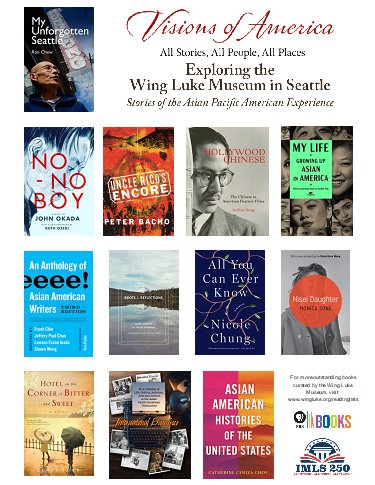 Visions of America
All Stories, All People, All Places
Exploring the
Wing Luke Museum in Seattle
Stories of the Asian Pacific American Experience
My
Unforgotten
Seattle
Ron Chew
NO-
NO
BOY
JOHN OKADA
RUTH OZEKI
UNCLE RICO'S
ENCORE
PETER BACHO
HOLLYWOOD
CHINESE
The Chinese in
American Feature Films
Arthur Dong
MY LIFE
GROWING UP
ASIAN
IN AMERICA
An Anthology of
eeee!
Asian American
Writers
THIRD EDITION
Frank Chin
Jeffery Paul Chan
Lawson Fusao Inada
Shawn Wong
ROOTS & REFLECTIONS
All You
Can Ever
Know
Nicole
Chung
Nisei Daughter
MONICA SONE
HOTEL on the
CORNER of BITTER
AND SWEET
International District
ASIAN
AMERICAN
HISTORIES
OF THE
UNITED STATES
CATHERINE CENIZA CHOY
For more outstanding books
curated by the Wing Luke
Museum, visit
www.wingluke.org/readinglists
PBS BOOKS
IMLS 250